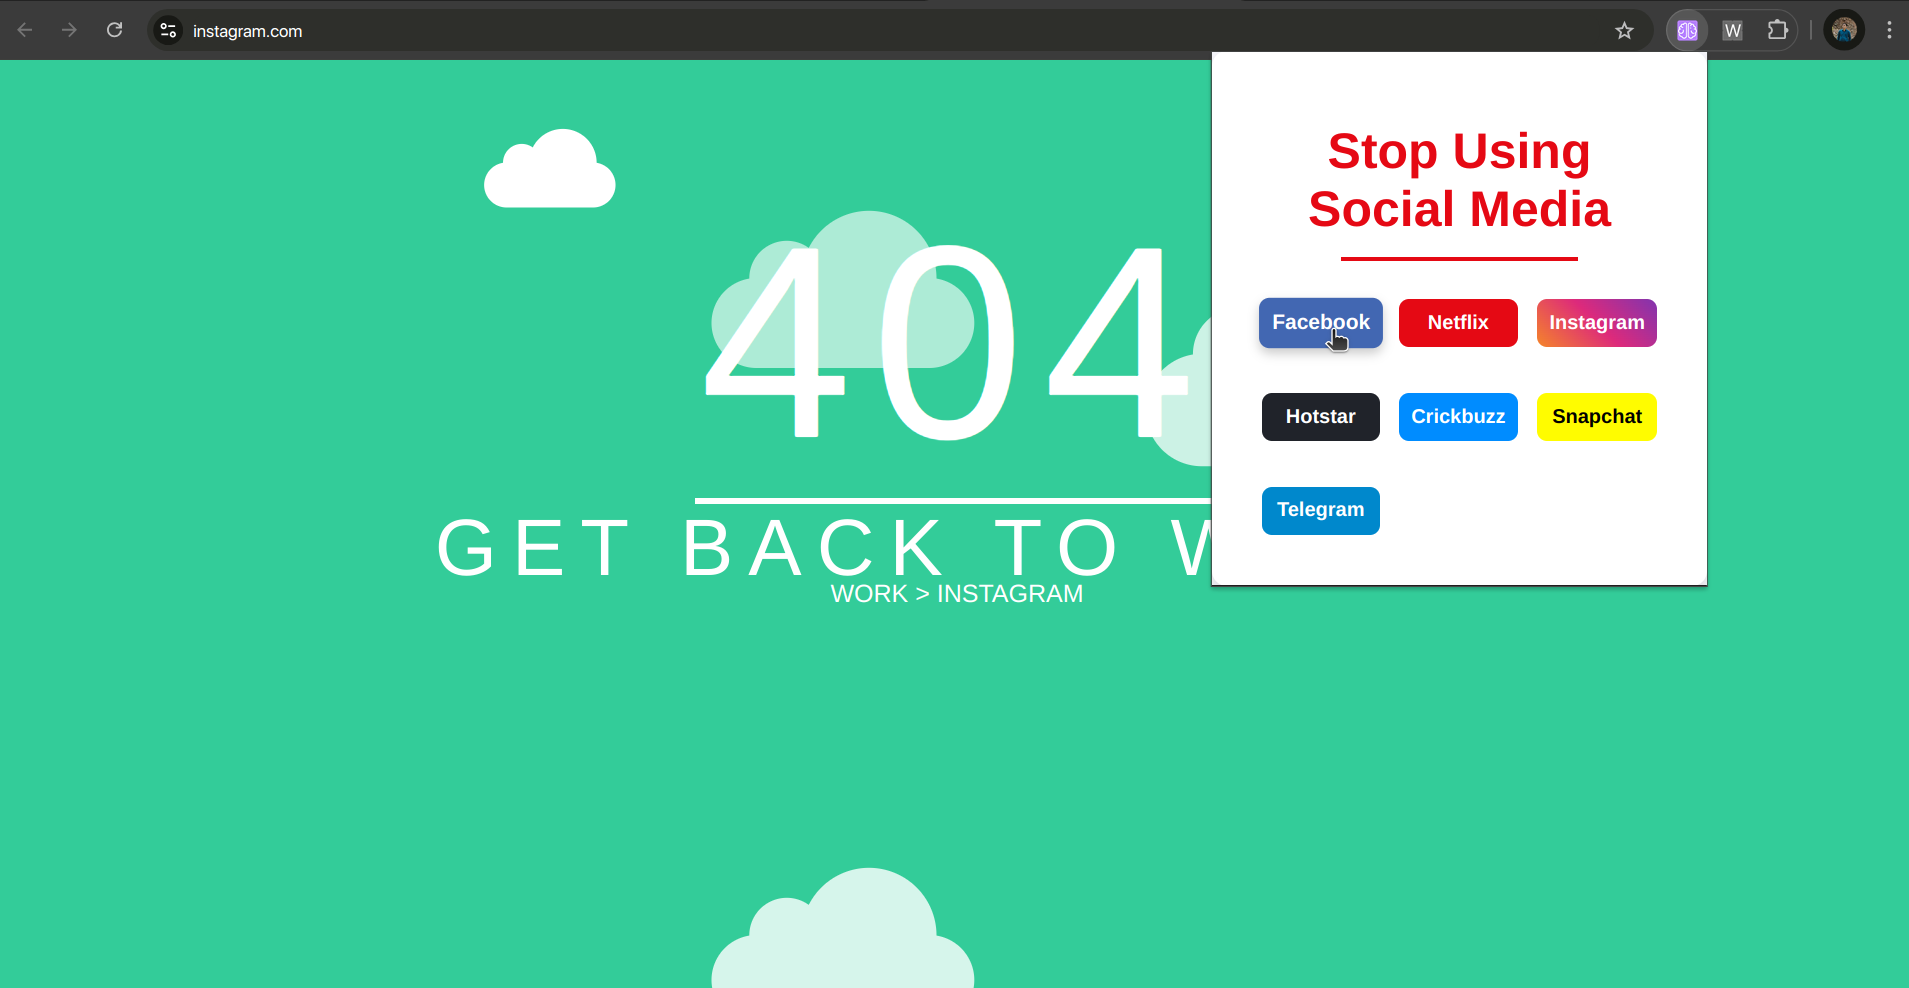 instagram.com
W
Stop Using
Social Media
Facebook Netflix Instagram
Hotstar Crickbuzz Snapchat
Telegram
404
GET BACK TO
WORK > INSTAGRAM